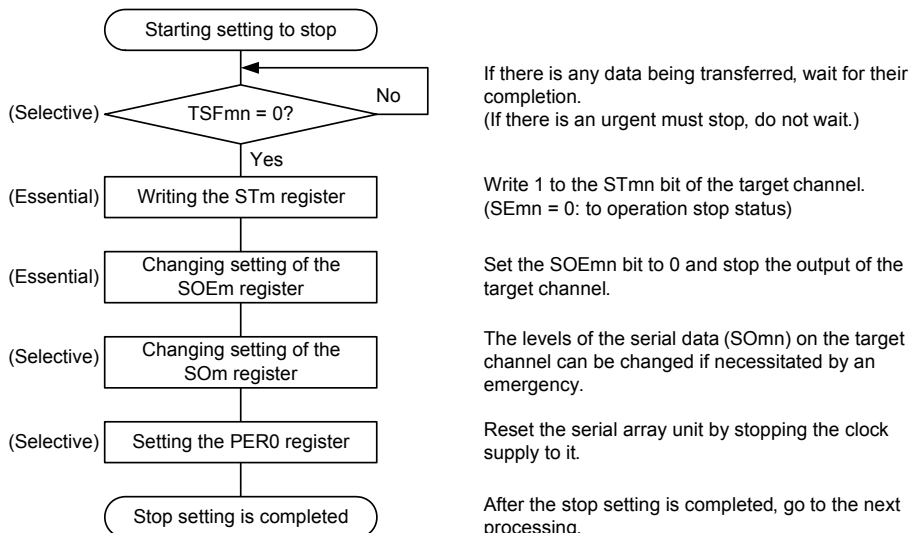 Starting setting to stop
If there is any data being transferred, wait for their
completion.
(If there is an urgent must stop, do not wait.)
(Selective)
TSFmn = 0?
No
Yes
(Essential)
Writing the STm register
Write 1 to the STmn bit of the target channel.
(SEmn = 0: to operation stop status)
(Essential)
Changing setting of the
SOEm register
Set the SOEmn bit to 0 and stop the output of the
target channel.
(Selective)
Changing setting of the
SOm register
The levels of the serial data (SOmn) on the target
channel can be changed if necessitated by an
emergency.
(Selective)
Setting the PER0 register
Reset the serial array unit by stopping the clock
supply to it.
Stop setting is completed
After the stop setting is completed, go to the next
processing.